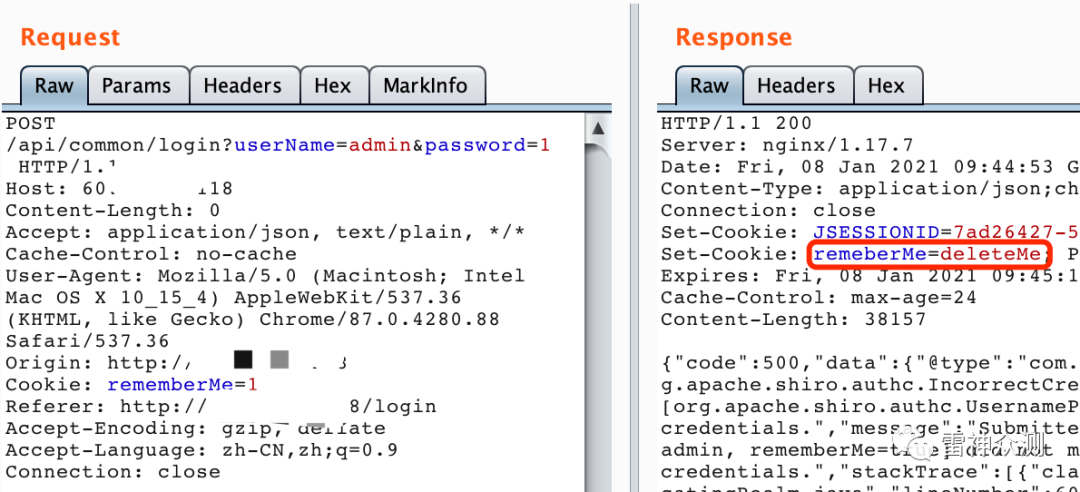 Request
Raw Params Headers Hex MarkInfo
POST
/api/common/login?userName=admin&password=1
HTTP/1.
Host: 60. 118
Content-Length: 0
Accept: application/json, text/plain, */*
Cache-Control: no-cache
User-Agent: Mozilla/5.0 (Macintosh; Intel
Mac OS X 10_15_4) AppleWebKit/537.36
(KHTML, like Gecko) Chrome/87.0.4280.88
Safari/537.36
Origin: http:/
Cookie: rememberMe=1
Referer: http:// 8/login
Accept-Encoding: gzip, deflate
Accept-Language: zh-CN,zh;q=0.9
Connection: close
Response
Raw Headers Hex
HTTP/1.1 200
Server: nginx/1.17.7
Date: Fri, 08 Jan 2021 09:44:53 G
Content-Type: application/json;ch
Connection: close
Set-Cookie: JSESSIONID=7ad26427-5
Set-Cookie: remeberMe=deleteMe; P
Expires: Fri, 08 Jan 2021 09:45:1
Cache-Control: max-age=24
Content-Length: 38157
{"code":500,"data":{"@type":"com.
g.apache.shiro.authc.IncorrectCre
[org.apache.shiro.authc.UsernameP
credentials.","message":"Submitte
admin, rememberMe=true] did not m
credentials.","stackTrace":[{"cla
gatingRealm.java","lineNumber":60
雷神众测